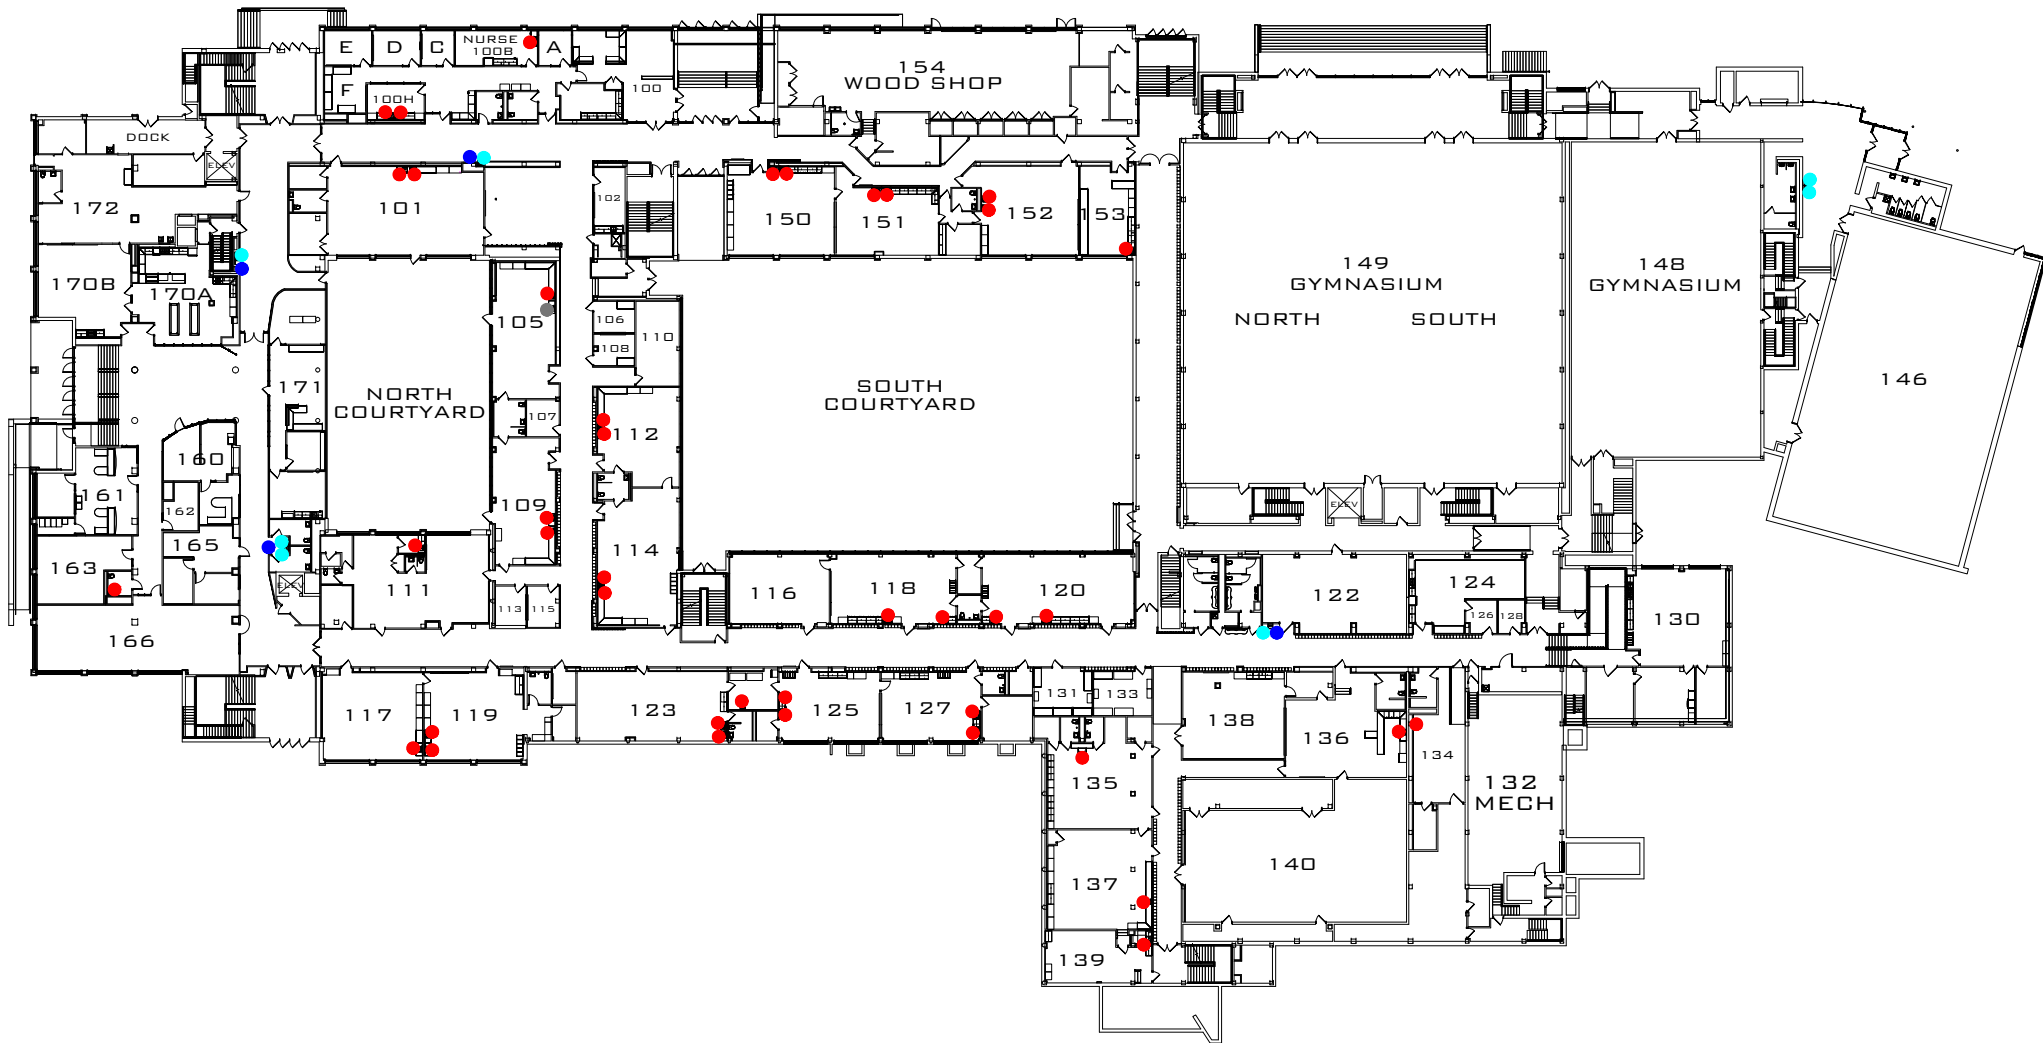 E D C NURSE A
100B
F
100H
100
154
WOOD SHOP
DOCK
ELEV
172
101
102
150
151
152
153
149
GYMNASIUM
NORTH SOUTH
148
GYMNASIUM
170B
170A
105
106
108
110
171
NORTH
COURTYARD
SOUTH
COURTYARD
146
107
112
160
161
162
109
ELEV
165
163
114
ELEV
111
113
115
116
118
120
122
124
126
128
130
166
117
119
123
125
127
131
133
138
136
134
135
132
MECH
140
137
139